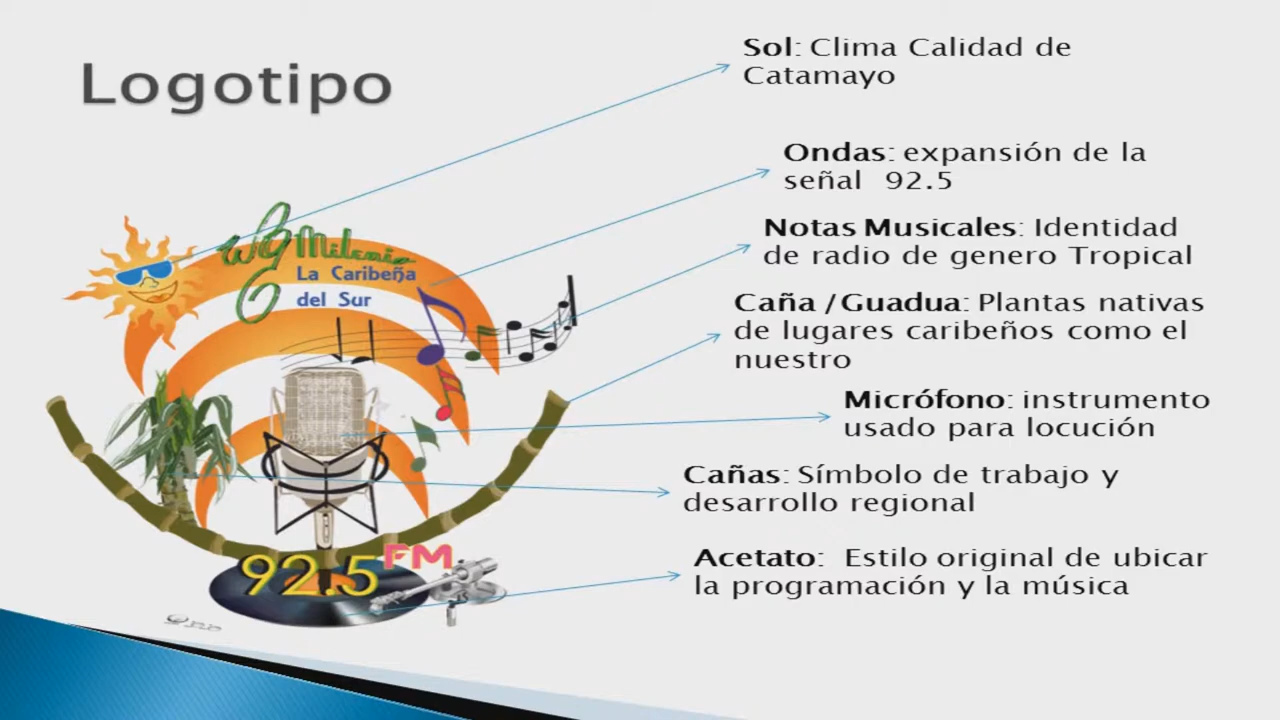 Logotipo
Sol: Clima Calidad de
Catamayo
Ondas: expansión de la
señal 92.5
Notas Musicales: Identidad
de radio de genero Tropical
Caña /Guadua: Plantas nativas
de lugares caribeños como el
nuestro
Micrófono: instrumento
usado para locución
Cañas: Símbolo de trabajo y
desarrollo regional
Acetato: Estilo original de ubicar
la programación y la música
WG Milenio
La Caribeña
del Sur
92.5 FM